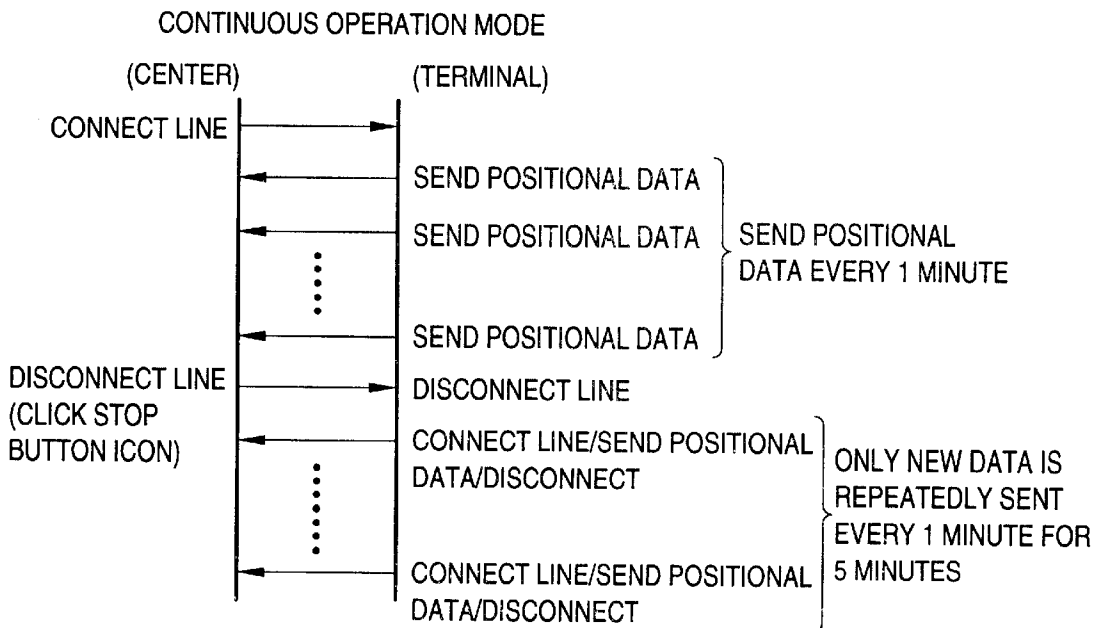 CONTINUOUS OPERATION MODE
(CENTER)
(TERMINAL)
CONNECT LINE
SEND POSITIONAL DATA
SEND POSITIONAL DATA
SEND POSITIONAL
DATA EVERY 1 MINUTE
SEND POSITIONAL DATA
DISCONNECT LINE
(CLICK STOP
BUTTON ICON)
DISCONNECT LINE
CONNECT LINE/SEND POSITIONAL
DATA/DISCONNECT
ONLY NEW DATA IS
REPEATEDLY SENT
EVERY 1 MINUTE FOR
5 MINUTES
CONNECT LINE/SEND POSITIONAL
DATA/DISCONNECT